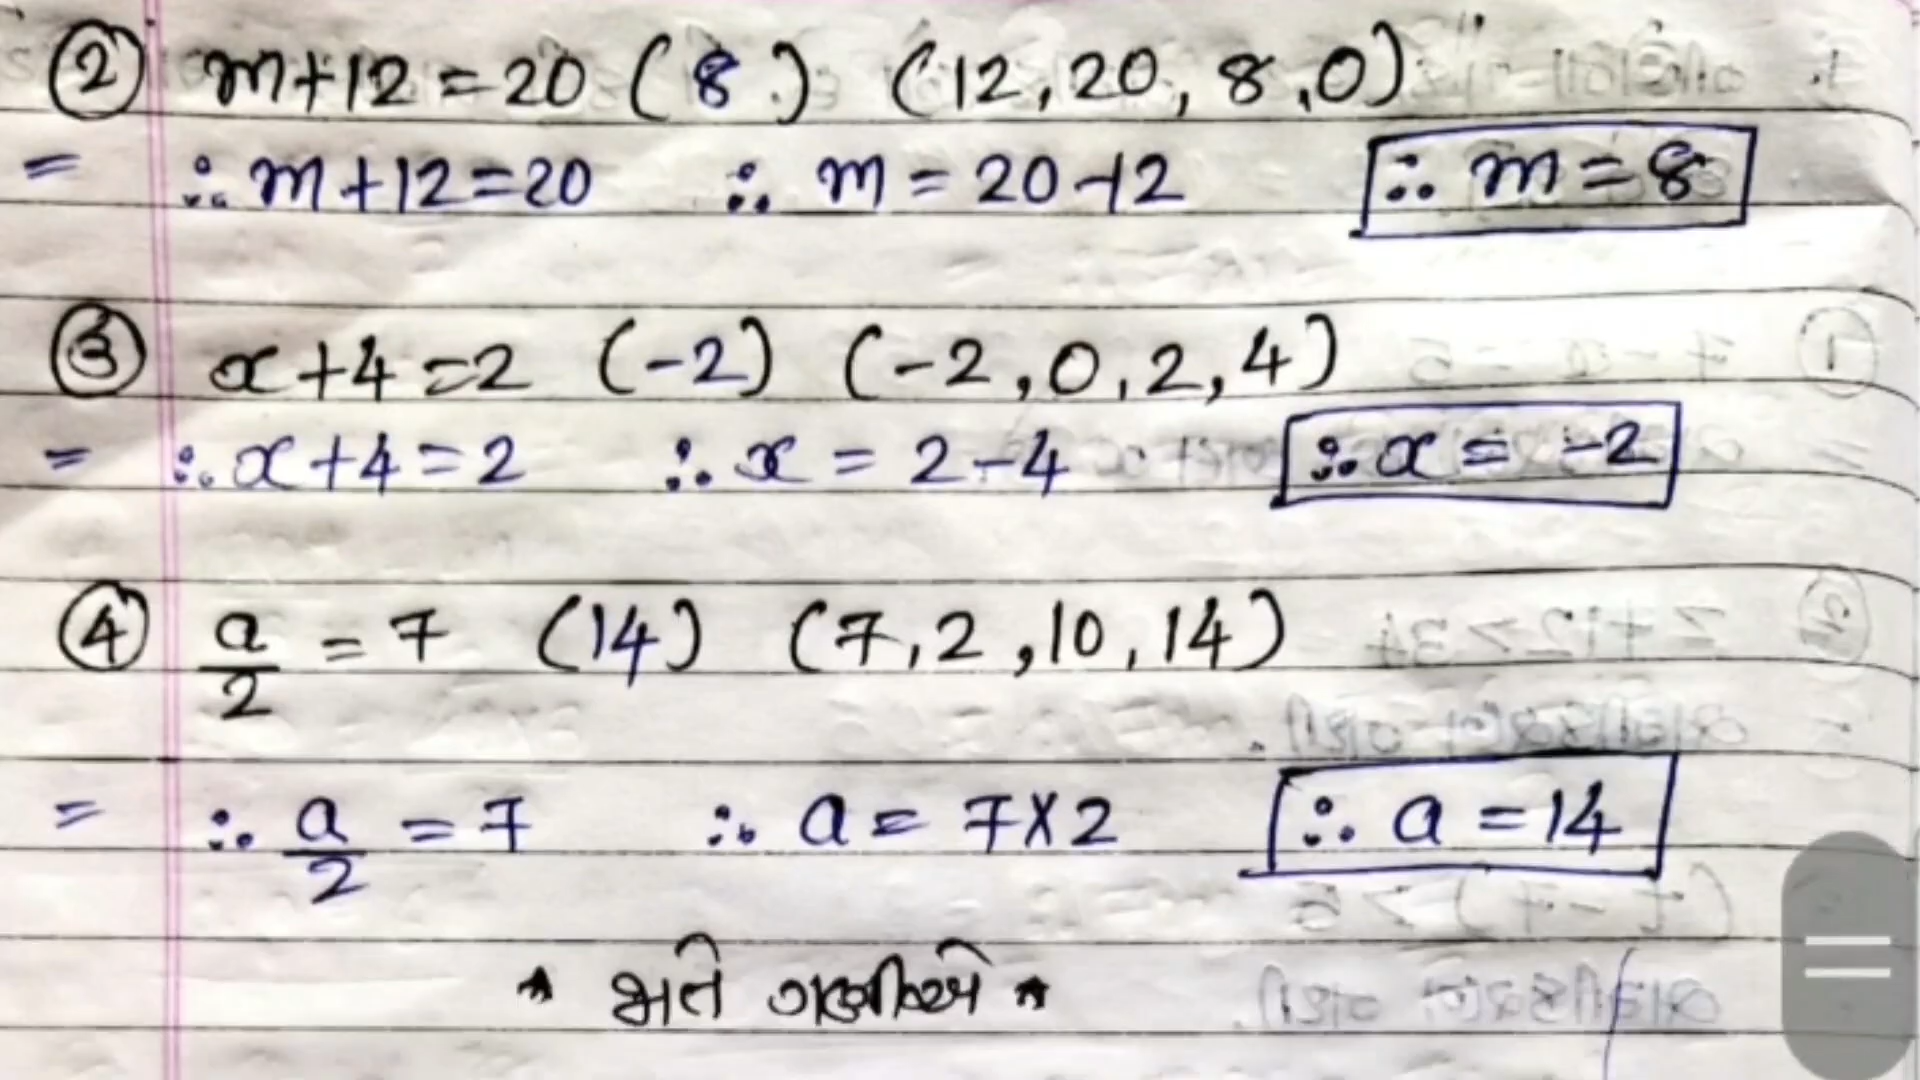 ② m+12=20 (8) (12, 20, 8, 0)
= ∴ m+12=20 ∴ m = 20-12 ∴ m = 8
③ x+4=2 (-2) (-2, 0, 2, 4)
= ∴ x+4=2 ∴ x = 2-4 ∴ x = -2
④ a/2 = 7 (14) (7, 2, 10, 14)
= ∴ a/2 = 7 ∴ a = 7×2 ∴ a = 14
* જાતે ગણીએ *